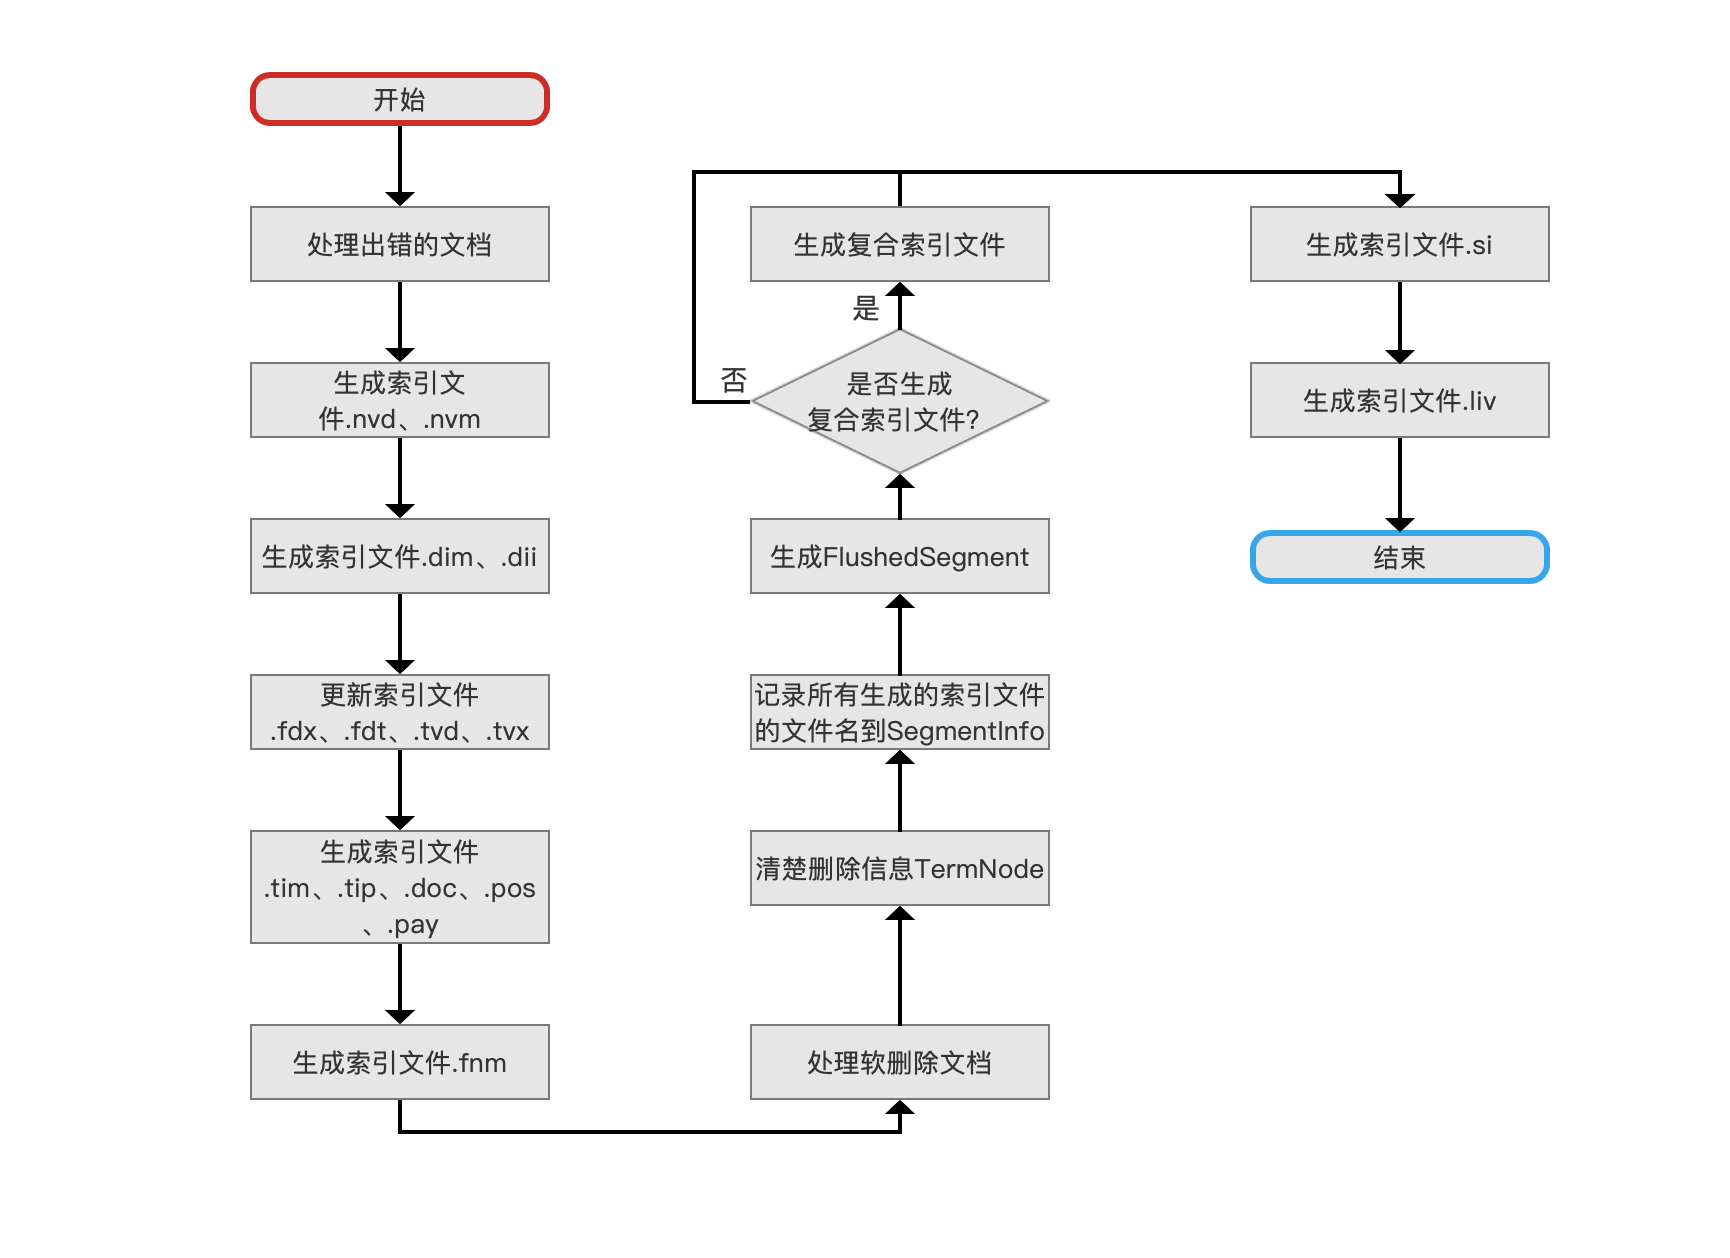 开始
处理出错的文档
生成索引文
件.nvd、.nvm
生成索引文件.dim、.dii
更新索引文件
.fdx、.fdt、.tvd、.tvx
生成索引文件
.tim、.tip、.doc、.pos
、.pay
生成索引文件.fnm
处理软删除文档
清楚删除信息TermNode
记录所有生成的索引文件
的文件名到SegmentInfo
生成FlushedSegment
是否生成
复合索引文件?
否
是
生成复合索引文件
生成索引文件.si
生成索引文件.liv
结束